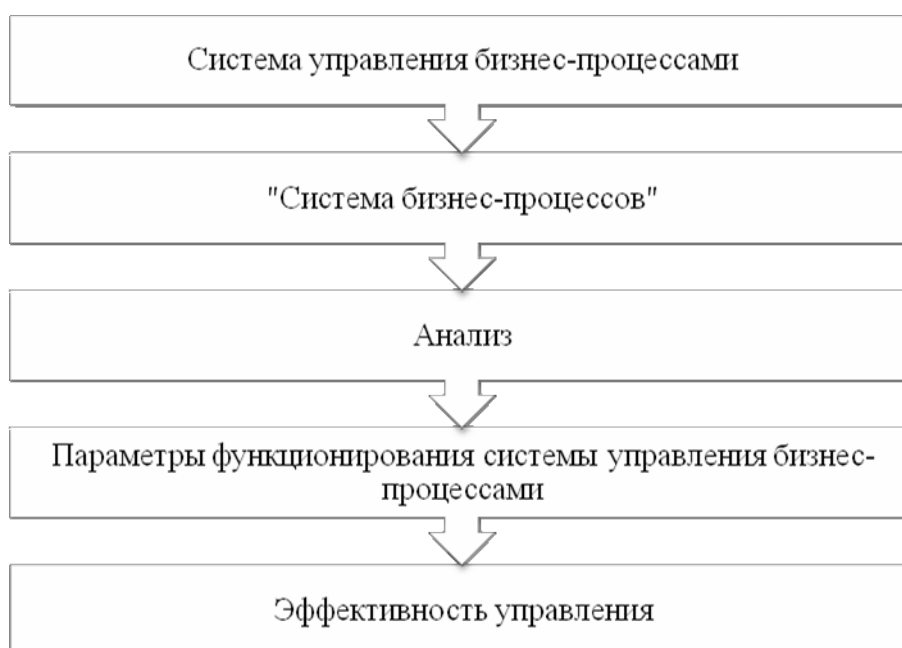 Система управления бизнес-процессами
"Система бизнес-процессов"
Анализ
Параметры функционирования системы управления бизнес-
процессами
Эффективность управления